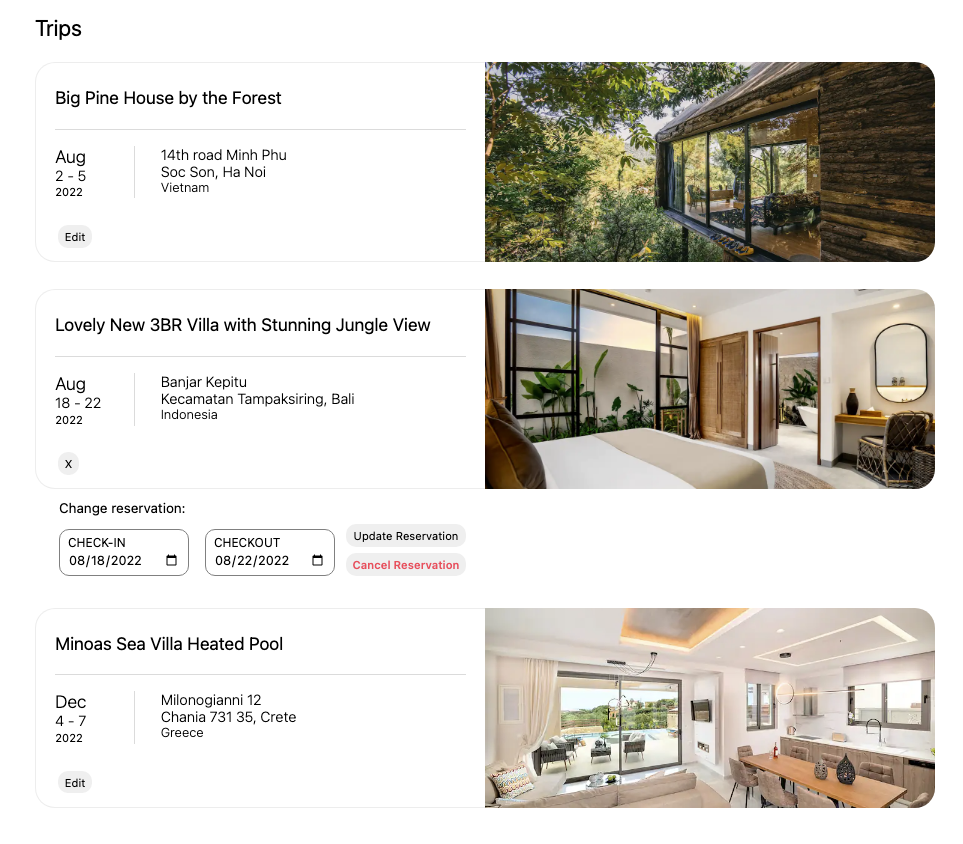 Trips
Big Pine House by the Forest
Aug
2 - 5
2022
14th road Minh Phu
Soc Son, Ha Noi
Vietnam
Edit
Lovely New 3BR Villa with Stunning Jungle View
Aug
18 - 22
2022
Banjar Kepitu
Kecamatan Tampaksiring, Bali
Indonesia
X
Change reservation:
CHECK-IN
08/18/2022
CHECKOUT
08/22/2022
Update Reservation
Cancel Reservation
Minoas Sea Villa Heated Pool
Dec
4 - 7
2022
Milonogianni 12
Chania 731 35, Crete
Greece
Edit